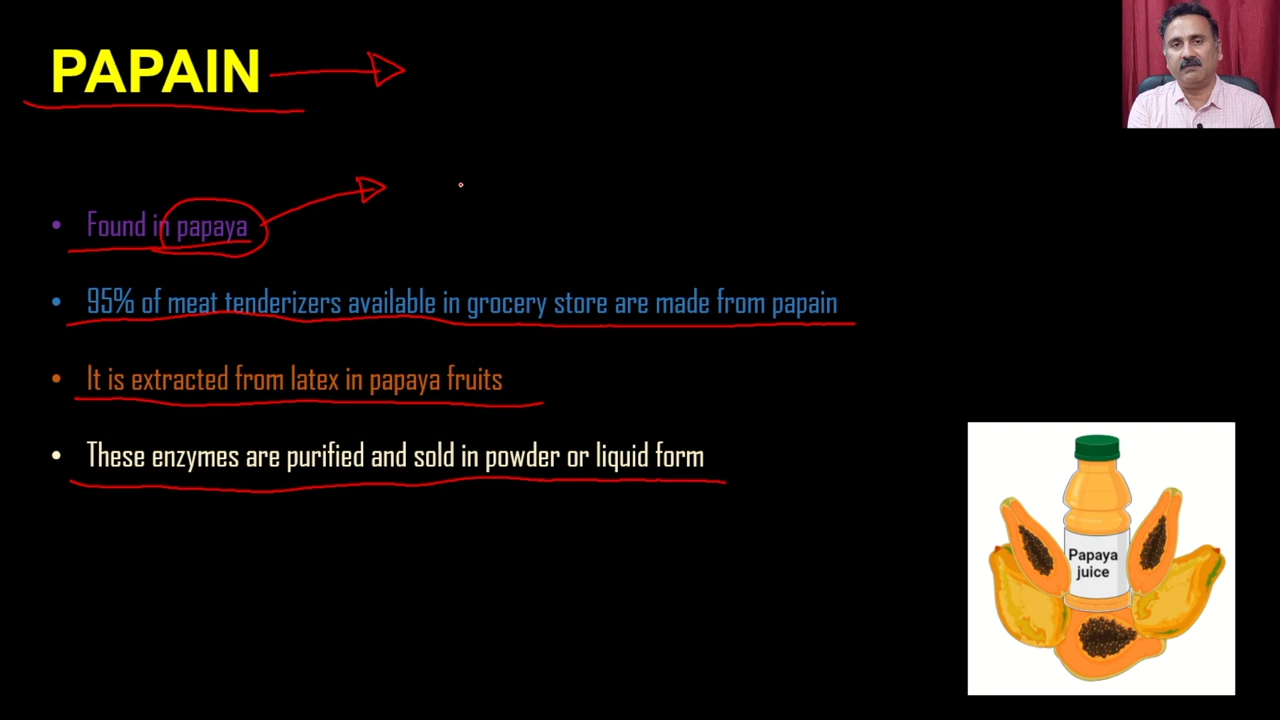 PAPAIN
• Found in papaya
• 95% of meat tenderizers available in grocery store are made from papain
• It is extracted from latex in papaya fruits
• These enzymes are purified and sold in powder or liquid form
Papaya
juice